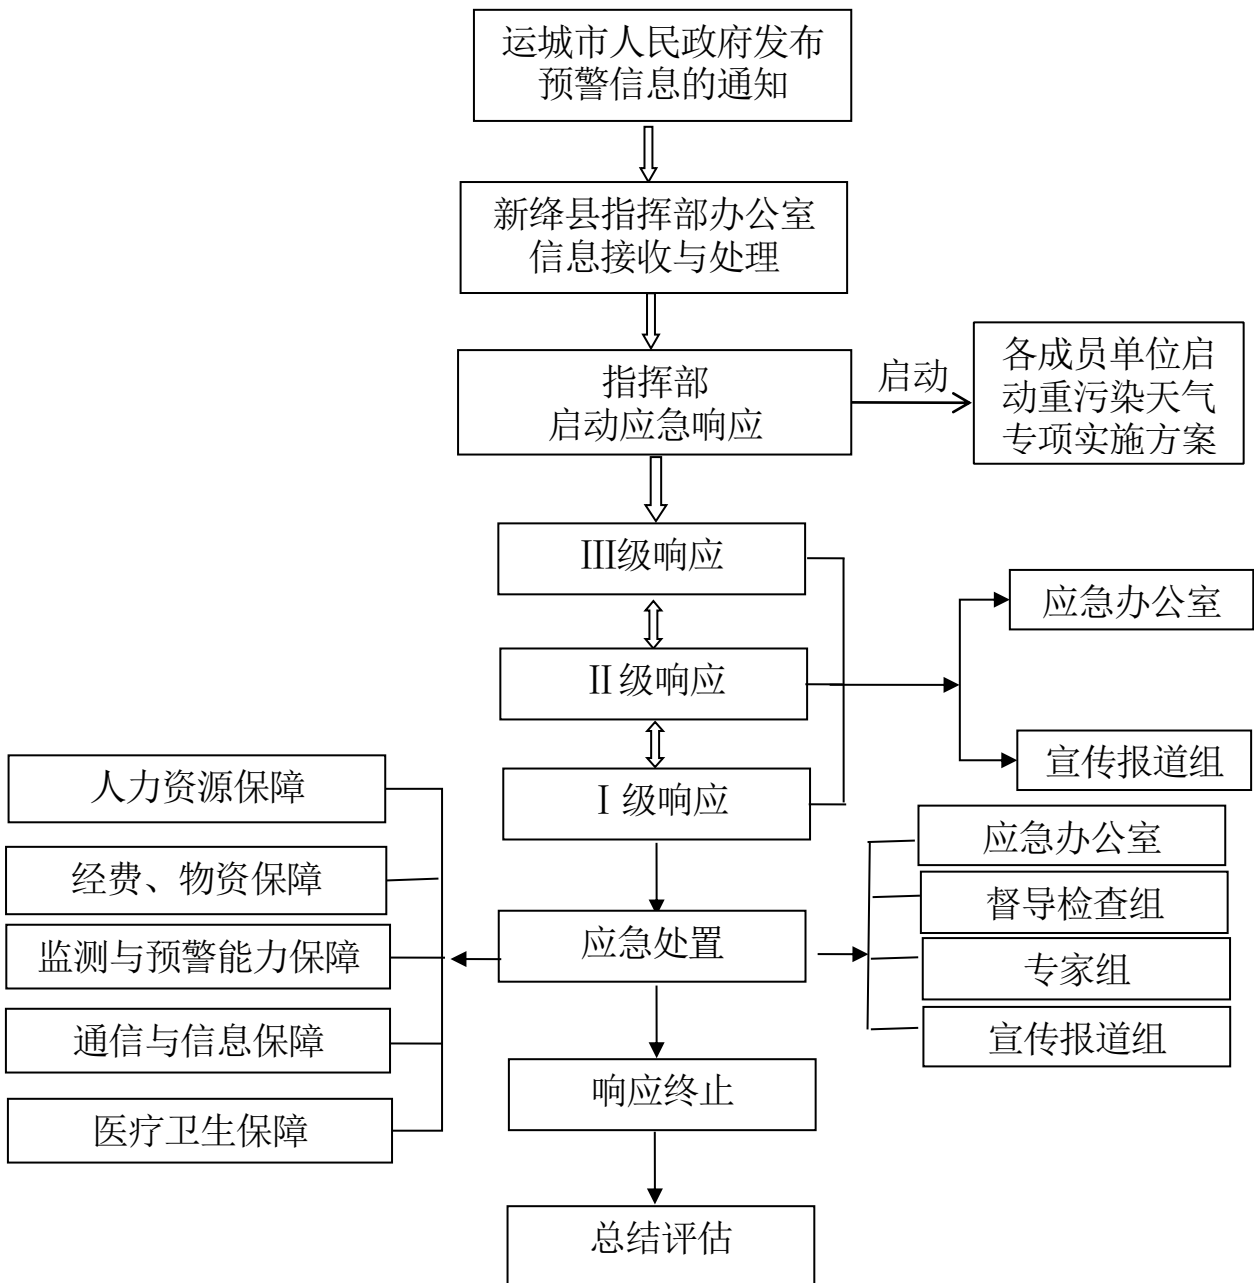 运城市人民政府发布
预警信息的通知
新绛县指挥部办公室
信息接收与处理
指挥部
启动应急响应
启动
各成员单位启
动重污染天气
专项实施方案
Ⅲ级响应
Ⅱ级响应
Ⅰ级响应
应急办公室
宣传报道组
人力资源保障
经费、物资保障
监测与预警能力保障
通信与信息保障
医疗卫生保障
应急处置
应急办公室
督导检查组
专家组
宣传报道组
响应终止
总结评估